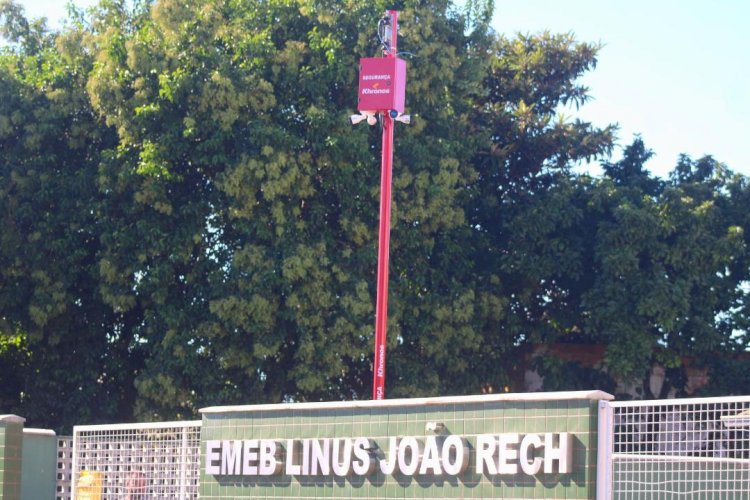 SEGURANÇA
Khronos
Khronos
EMEB LINUS JOÃO RECH